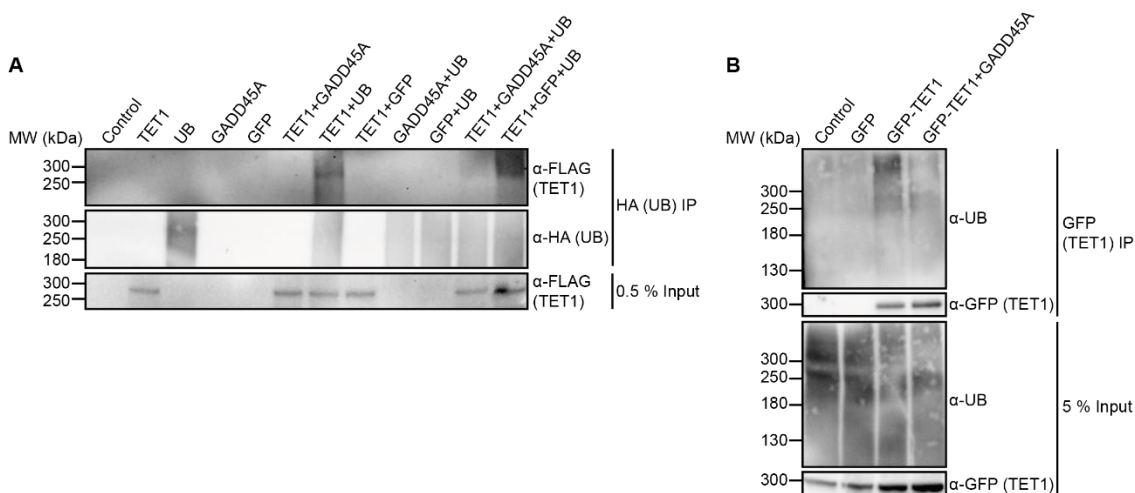 A
Control
TET1
UB
GADD45A
GFP
TET1+GADD45A
TET1+UB
TET1+GFP
GADD45A+UB
GFP+UB
TET1+GADD45A+UB
TET1+GFP+UB
MW (kDa)
300
250
α-FLAG
(TET1)
300
250
180
α-HA (UB)
HA (UB) IP
300
250
α-FLAG
(TET1)
0.5 % Input
B
Control
GFP
GFP-TET1
GFP-TET1+GADD45A
MW (kDa)
300
250
180
130
α-UB
300
α-GFP (TET1)
GFP
(TET1) IP
300
250
180
130
α-UB
300
α-GFP (TET1)
5 % Input